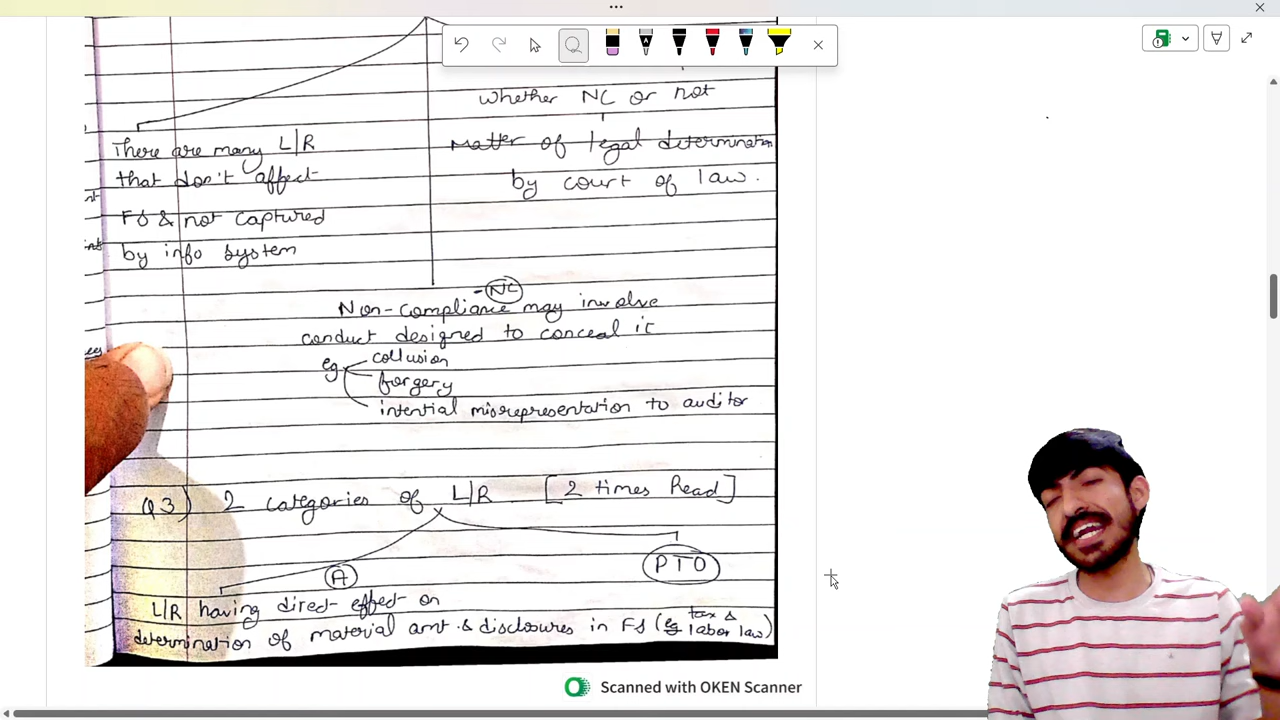 Whether NC or not
There are many L/R
Matter of legal determination
that don't affect
by court of law.
FS & not captured
by info system
- NC
Non-compliance may involve
conduct designed to conceal it
eg collusion
forgery
intential misrepresentation to auditor
Q3) 2 categories of L/R [2 times Read]
A
PTO
L/R having direct effect on
determination of material amt & disclosures in FS (eg tax & labor law)
Scanned with OKEN Scanner